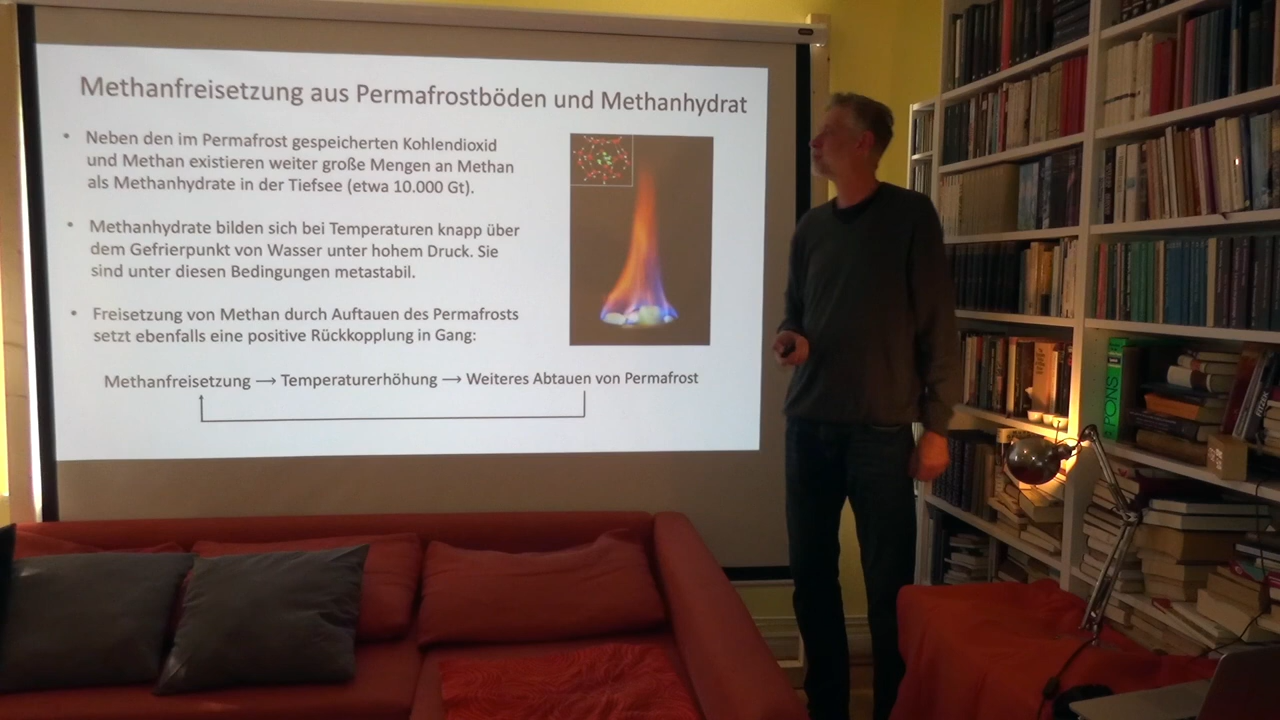 Methanfreisetzung aus Permafrostböden und Methanhydrat
• Neben den im Permafrost gespeicherten Kohlendioxid
und Methan existieren weiter große Mengen an Methan
als Methanhydrate in der Tiefsee (etwa 10.000 Gt).
• Methanhydrate bilden sich bei Temperaturen knapp über
dem Gefrierpunkt von Wasser unter hohem Druck. Sie
sind unter diesen Bedingungen metastabil.
• Freisetzung von Methan durch Auftauen des Permafrosts
setzt ebenfalls eine positive Rückkopplung in Gang:
Methanfreisetzung → Temperaturerhöhung → Weiteres Abtauen von Permafrost
PONS